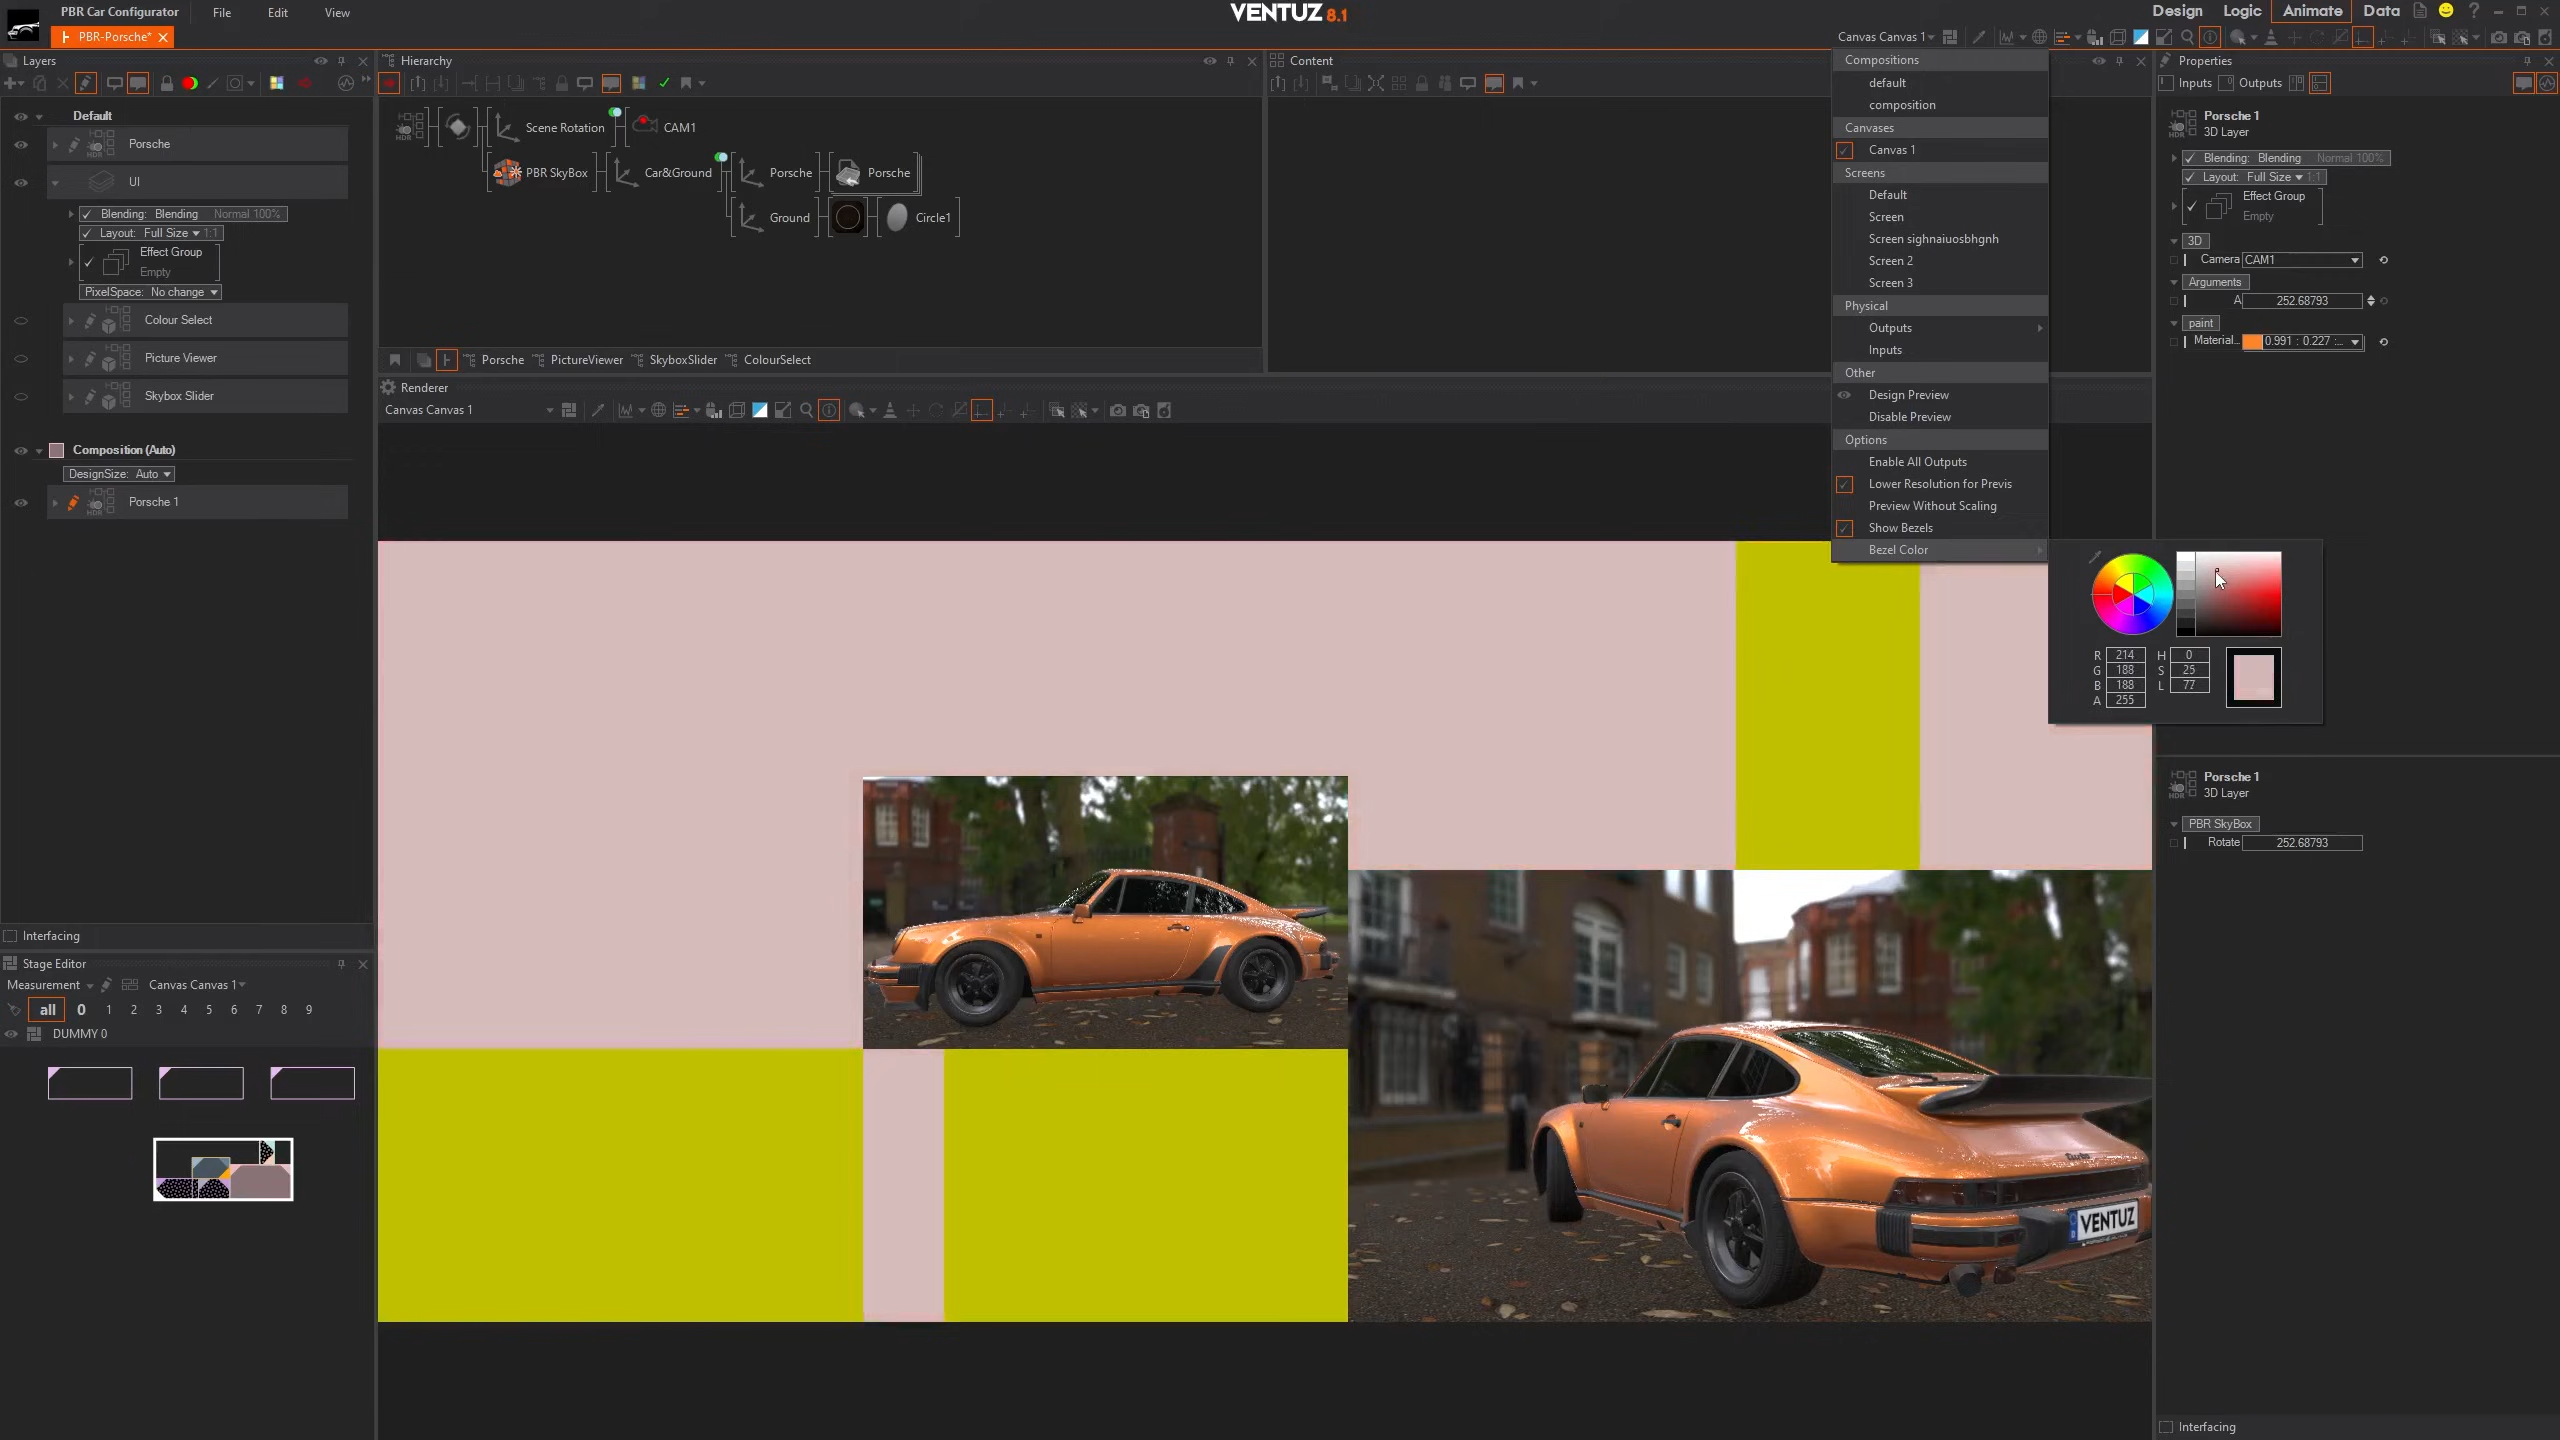 PBR Car Configurator File Edit View VENTUZ 8.1 Design Logic Animate Data
PBR-Porsche* Canvas Canvas 1
Layers
Default
Porsche
UI
Blending: Blending Normal 100%
Layout: Full Size 1:1
Effect Group
Empty
PixelSpace: No change
Colour Select
Picture Viewer
Skybox Slider
Composition (Auto)
DesignSize: Auto
Porsche 1
Interfacing
Stage Editor
Measurement Canvas Canvas 1
all 0 1 2 3 4 5 6 7 8 9
DUMMY 0
Hierarchy
Scene Rotation CAM1
PBR SkyBox Car&Ground Porsche Porsche
Ground Circle1
Porsche PictureViewer SkyboxSlider ColourSelect
Content
Renderer
Canvas Canvas 1
Turbo
VENTUZ
Compositions
default
composition
Canvases
Canvas 1
Screens
Default
Screen
Screen sighnaiuosbhgnh
Screen 2
Screen 3
Physical
Outputs
Inputs
Other
Design Preview
Disable Preview
Options
Enable All Outputs
Lower Resolution for Previs
Preview Without Scaling
Show Bezels
Bezel Color
R 214 H 0
G 188 S 25
B 188 L 77
A 255
Properties
Inputs Outputs
Porsche 1
3D Layer
Blending: Blending Normal 100%
Layout: Full Size 1:1
Effect Group
Empty
3D
Camera CAM1
Arguments
A 252.68793
paint
Material... 0.991 : 0.227 :...
Porsche 1
3D Layer
PBR SkyBox
Rotate 252.68793
Interfacing